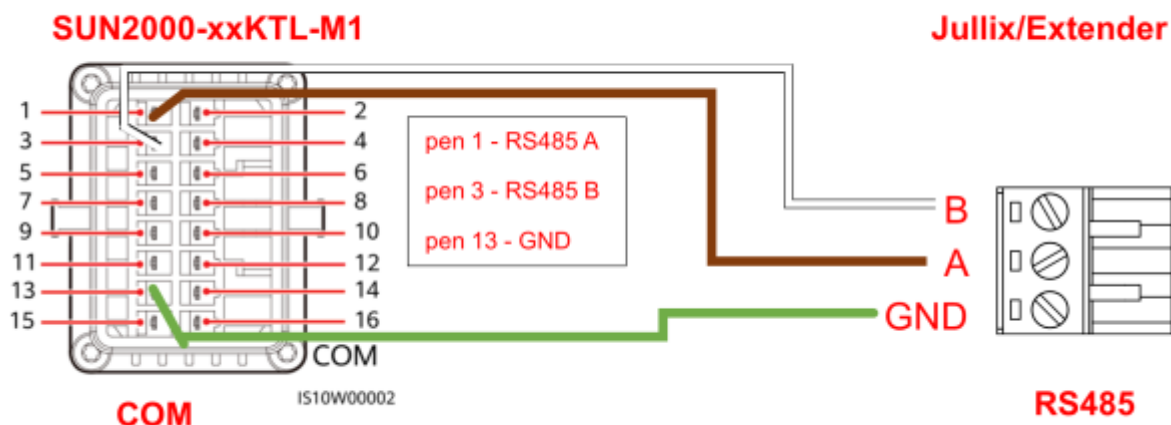 SUN2000-xxKTL-M1
Jullix/Extender
1
2
3
4
5
6
7
8
9
10
11
12
13
14
15
16
pen 1 - RS485 A
pen 3 - RS485 B
pen 13 - GND
B
A
GND
COM
IS10W00002
COM
RS485